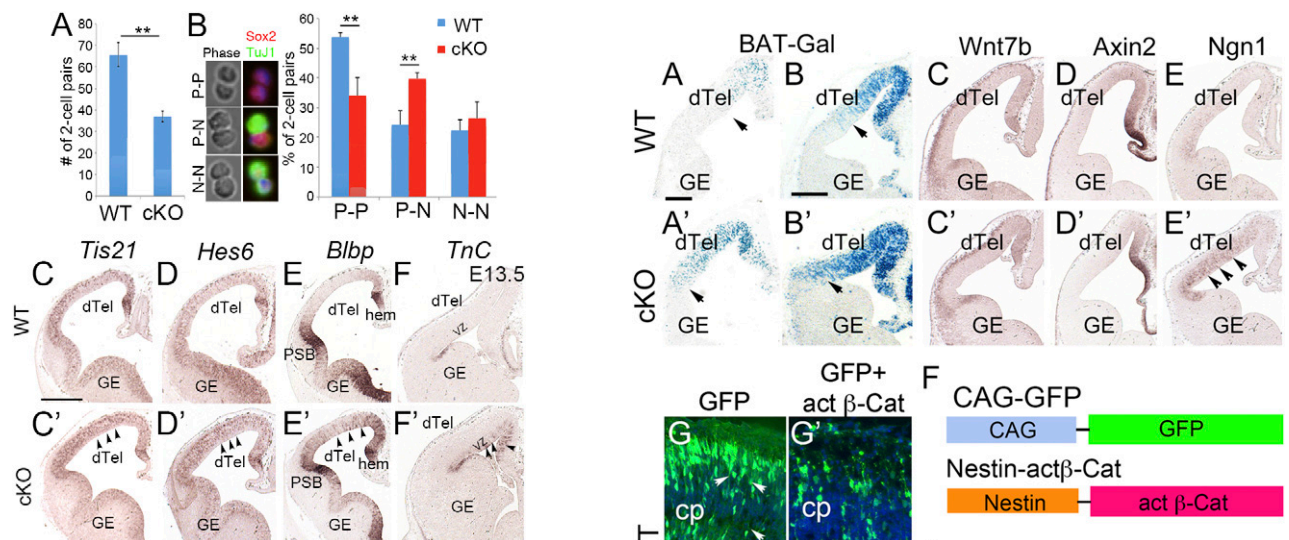 A
# of 2-cell pairs
80
70
60
50
40
30
20
10
0
**
WT cKO
B
Phase
Sox2
TuJ1
P-P
P-N
N-N
% of 2-cell pairs
60
50
40
30
20
10
0
**
**
WT
cKO
P-P P-N N-N
Tis21 Hes6 Blbp TnC
WT
C
dTel
GE
D
dTel
GE
E
dTel
hem
PSB
GE
F
E13.5
dTel
VZ
GE
cKO
C'
dTel
GE
D'
dTel
GE
E'
dTel
hem
PSB
GE
F'
dTel
VZ
GE
BAT-Gal Wnt7b Axin2 Ngn1
WT
A
dTel
GE
B
dTel
GE
C
dTel
GE
D
dTel
GE
E
dTel
GE
cKO
A'
dTel
GE
B'
dTel
GE
C'
dTel
GE
D'
dTel
GE
E'
dTel
GE
GFP
GFP+
act β-Cat
G
cp
G'
cp
T
F
CAG-GFP
CAG GFP
Nestin-actβ-Cat
Nestin act β-Cat